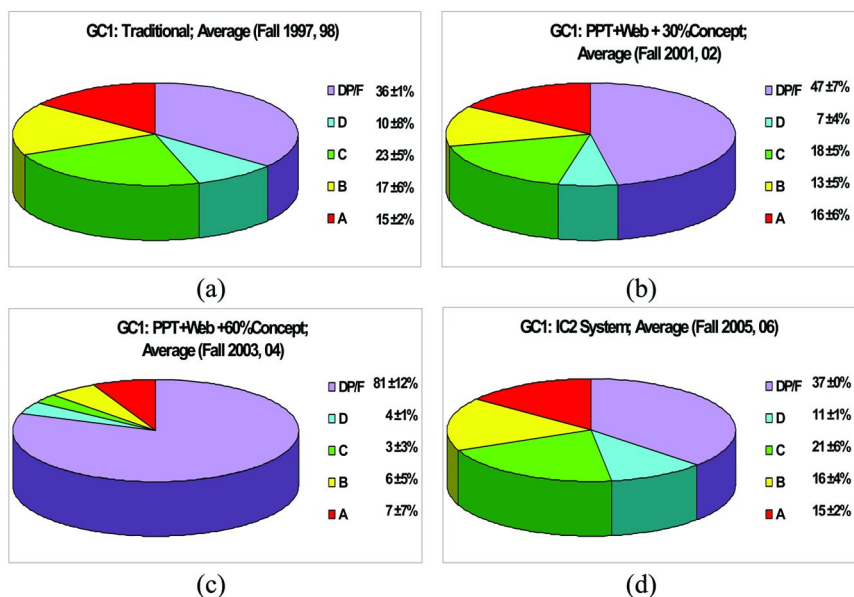 GC1: Traditional; Average (Fall 1997, 98)
DP/F 36±1%
D 10±8%
C 23±5%
B 17±6%
A 15±2%
(a)
GC1: PPT+Web + 30%Concept;
Average (Fall 2001, 02)
DP/F 47±7%
D 7±4%
C 18±5%
B 13±5%
A 16±6%
(b)
GC1: PPT+Web +60%Concept;
Average (Fall 2003, 04)
DP/F 81±12%
D 4±1%
C 3±3%
B 6±5%
A 7±7%
(c)
GC1: IC2 System; Average (Fall 2005, 06)
DP/F 37±0%
D 11±1%
C 21±6%
B 16±4%
A 15±2%
(d)